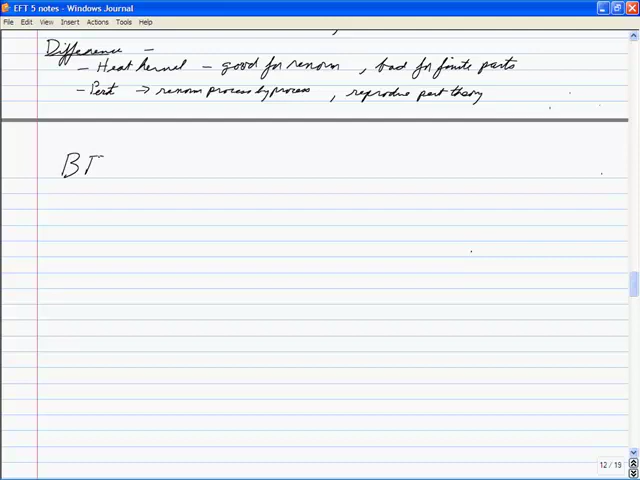 EFT 5 notes - Windows Journal
File Edit View Insert Actions Tools Help
Difference -
- Heat kernel - good for renorm , bad for finite parts
- Pert → renorm process by process , reproduce pert theory
12 / 19